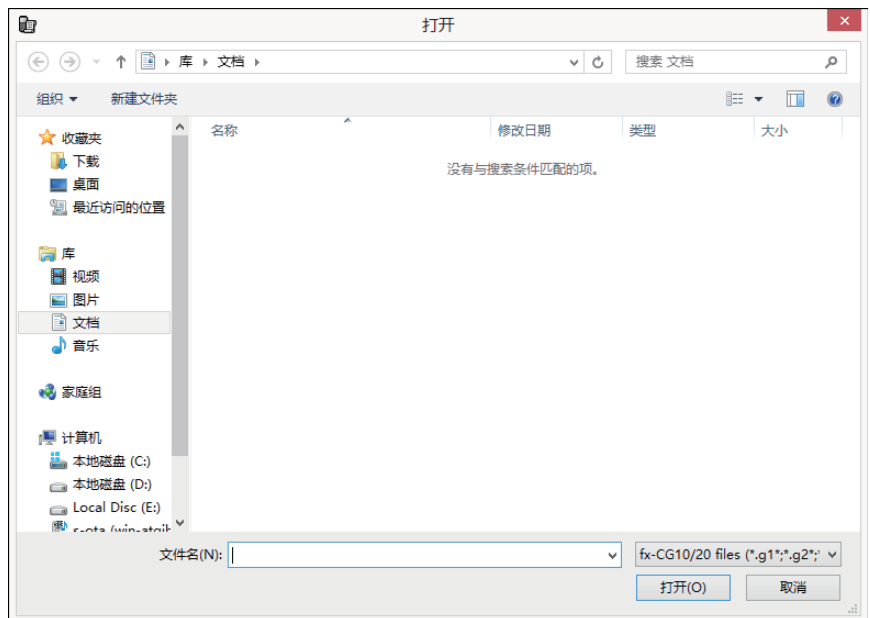 打开
库 文档
搜索 文档
组织 新建文件夹
名称 修改日期 类型 大小
没有与搜索条件匹配的项。
收藏夹
下载
桌面
最近访问的位置
库
视频
图片
文档
音乐
家庭组
计算机
本地磁盘 (C:)
本地磁盘 (D:)
Local Disc (E:)
文件名(N):
fx-CG10/20 files (*.g1*;*.g2*;
打开(O) 取消